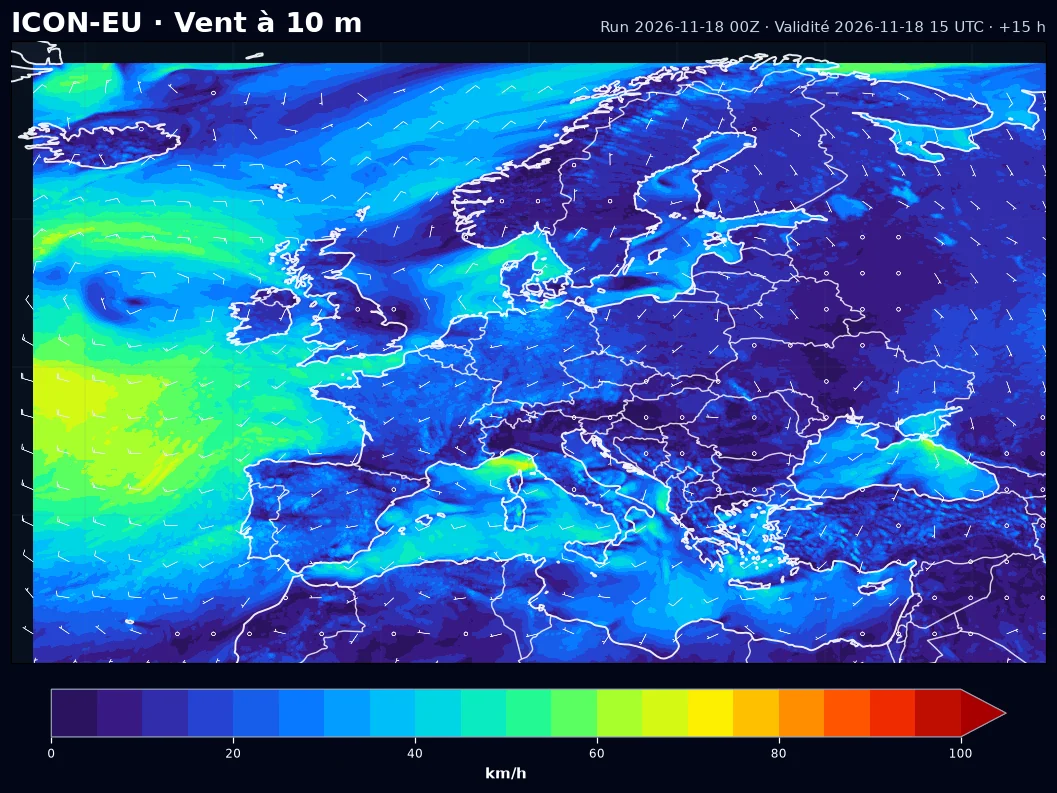 ICON-EU · Vent à 10 m
Run 2026-11-18 00Z · Validité 2026-11-18 15 UTC · +15 h
0 20 40 60 80 100
km/h